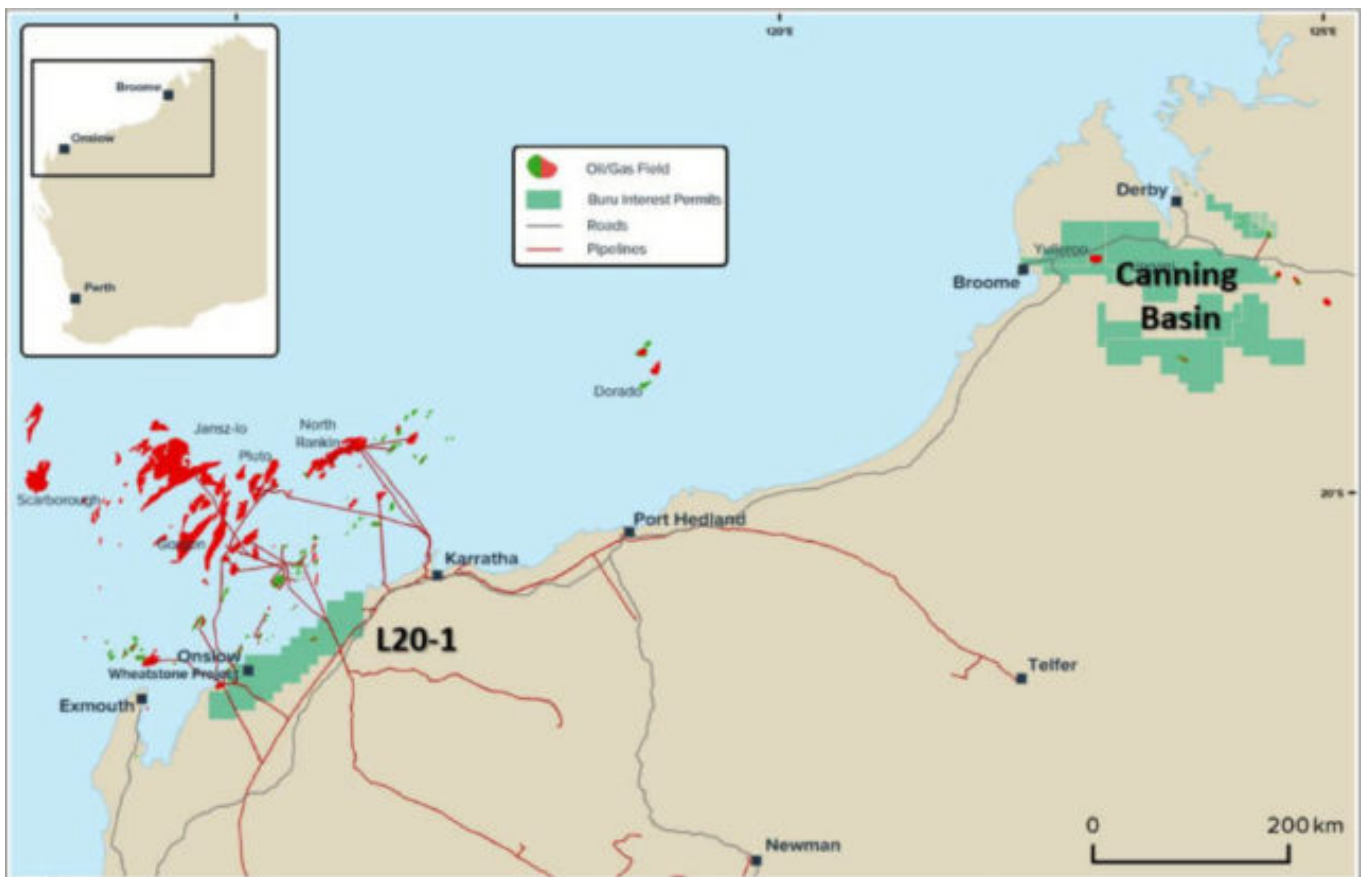 120°E
125°E
Broome
Onslow
Perth
Oil/Gas Field
Buru Interest Permits
Roads
Pipelines
Derby
Yulleroo
Broome
Canning
Basin
Dorado
Jansz-Io
North
Rankin
Pluto
Scarborough
20°S
Gorgon
Port Hedland
Karratha
L20-1
Onslow
Wheatstone Project
Exmouth
Telfer
0 200 km
Newman